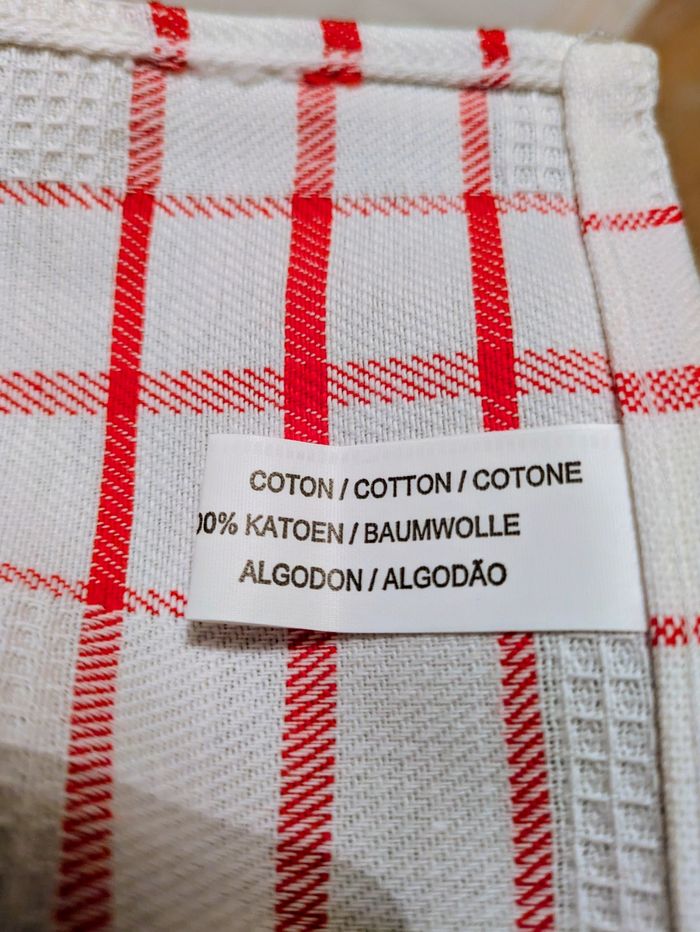 COTON / COTTON / COTONE
00% KATOEN / BAUMWOLLE
ALGODON / ALGODÃO